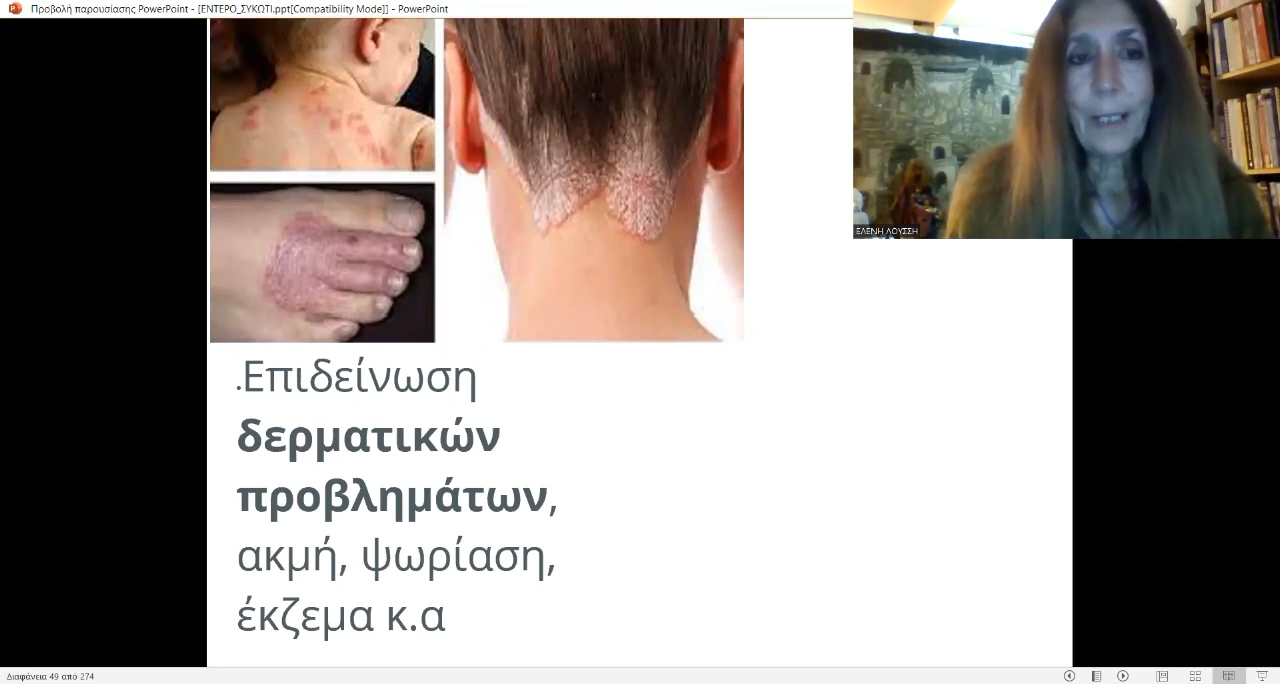 Προβολή παρουσίασης PowerPoint - [ΕΝΤΕΡΟ_ΣΥΚΩΤΙ.ppt[Compatibility Mode]] - PowerPoint
ΕΛΕΝΗ ΛΟΥΣΣΗ
.Επιδείνωση
δερματικών
προβλημάτων,
ακμή, ψωρίαση,
έκζεμα κ.α
Διαφάνεια 49 από 274